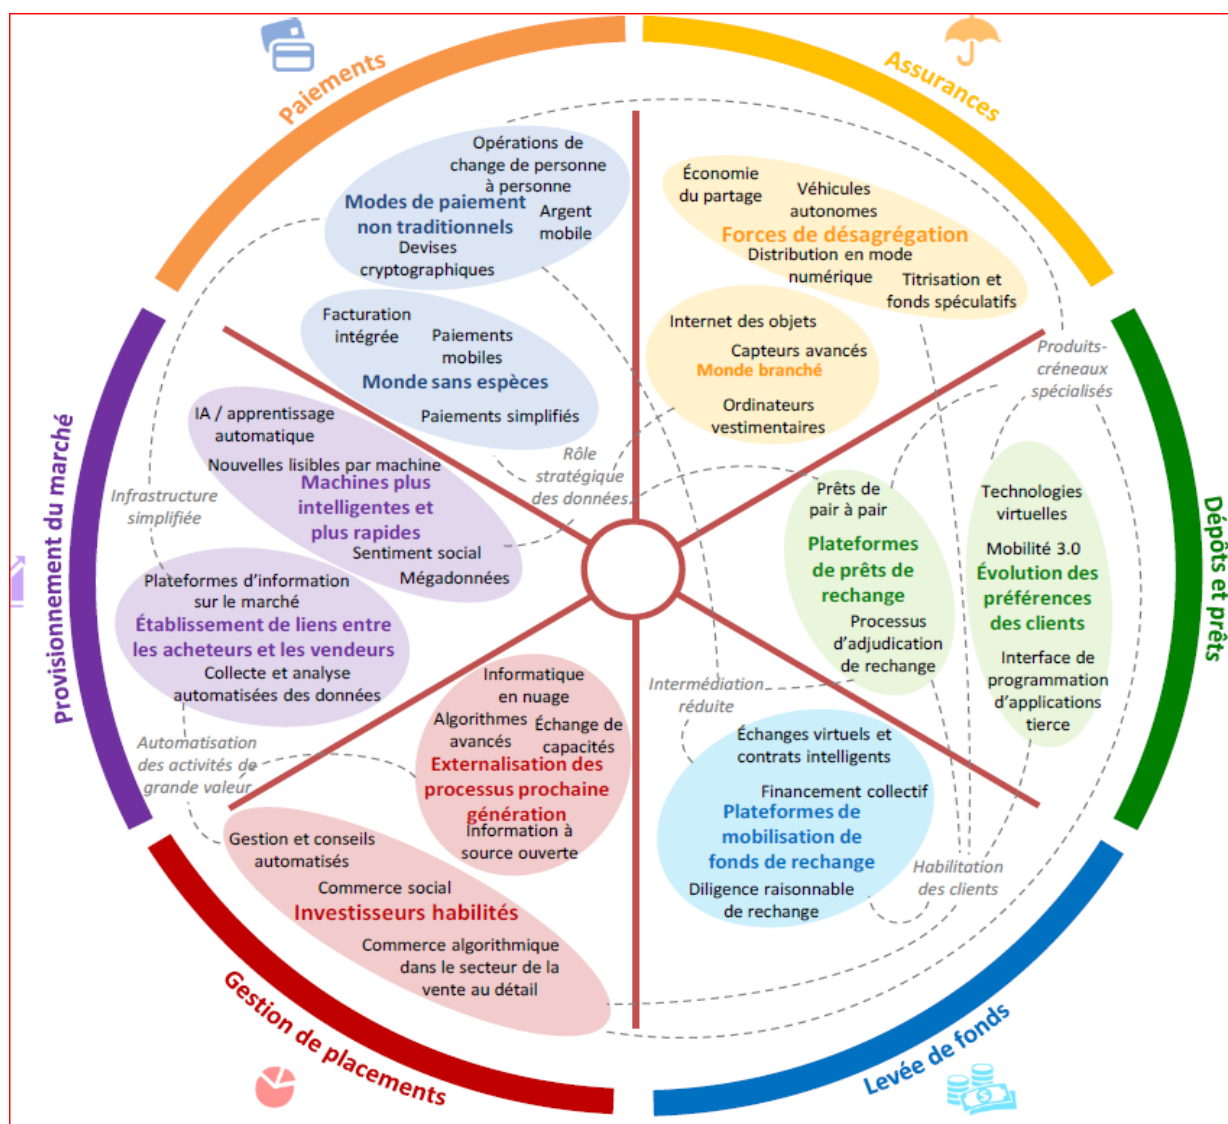 Paiements
Assurances
Opérations de
change de personne
à personne
Modes de paiement
non traditionnels
Argent
mobile
Devises
cryptographiques
Économie
du partage
Véhicules
autonomes
Forces de désagrégation
Distribution en mode
numérique
Titrisation et
fonds spéculatifs
Facturation
intégrée
Paiements
mobiles
Monde sans espèces
Paiements simplifiés
Internet des objets
Capteurs avancés
Monde branché
Ordinateurs
vestimentaires
Produits-
créneaux
spécialisés
Provisionnement du marché
IA / apprentissage
automatique
Nouvelles lisibles par machine
Machines plus
intelligentes et
plus rapides
Sentiment social
Mégadonnées
Infrastructure
simplifiée
Rôle
stratégique
des données
Prêts de
pair à pair
Plateformes
de prêts de
rechange
Processus
d'adjudication
de rechange
Technologies
virtuelles
Mobilité 3.0
Évolution des
préférences
des clients
Interface de
programmation
d'applications
tierce
Dépôts et prêts
Plateformes d'information
sur le marché
Établissement de liens entre
les acheteurs et les vendeurs
Collecte et analyse
automatisées des données
Automatisation
des activités de
grande valeur
Informatique
en nuage
Algorithmes
avancés
Échange de
capacités
Externalisation des
processus prochaine
génération
Information à
source ouverte
Intermédiation
réduite
Échanges virtuels et
contrats intelligents
Financement collectif
Plateformes de
mobilisation de
fonds de rechange
Diligence raisonnable
de rechange
Habilitation
des clients
Gestion et conseils
automatisés
Commerce social
Investisseurs habilités
Commerce algorithmique
dans le secteur de la
vente au détail
Gestion de placements
Levée de fonds